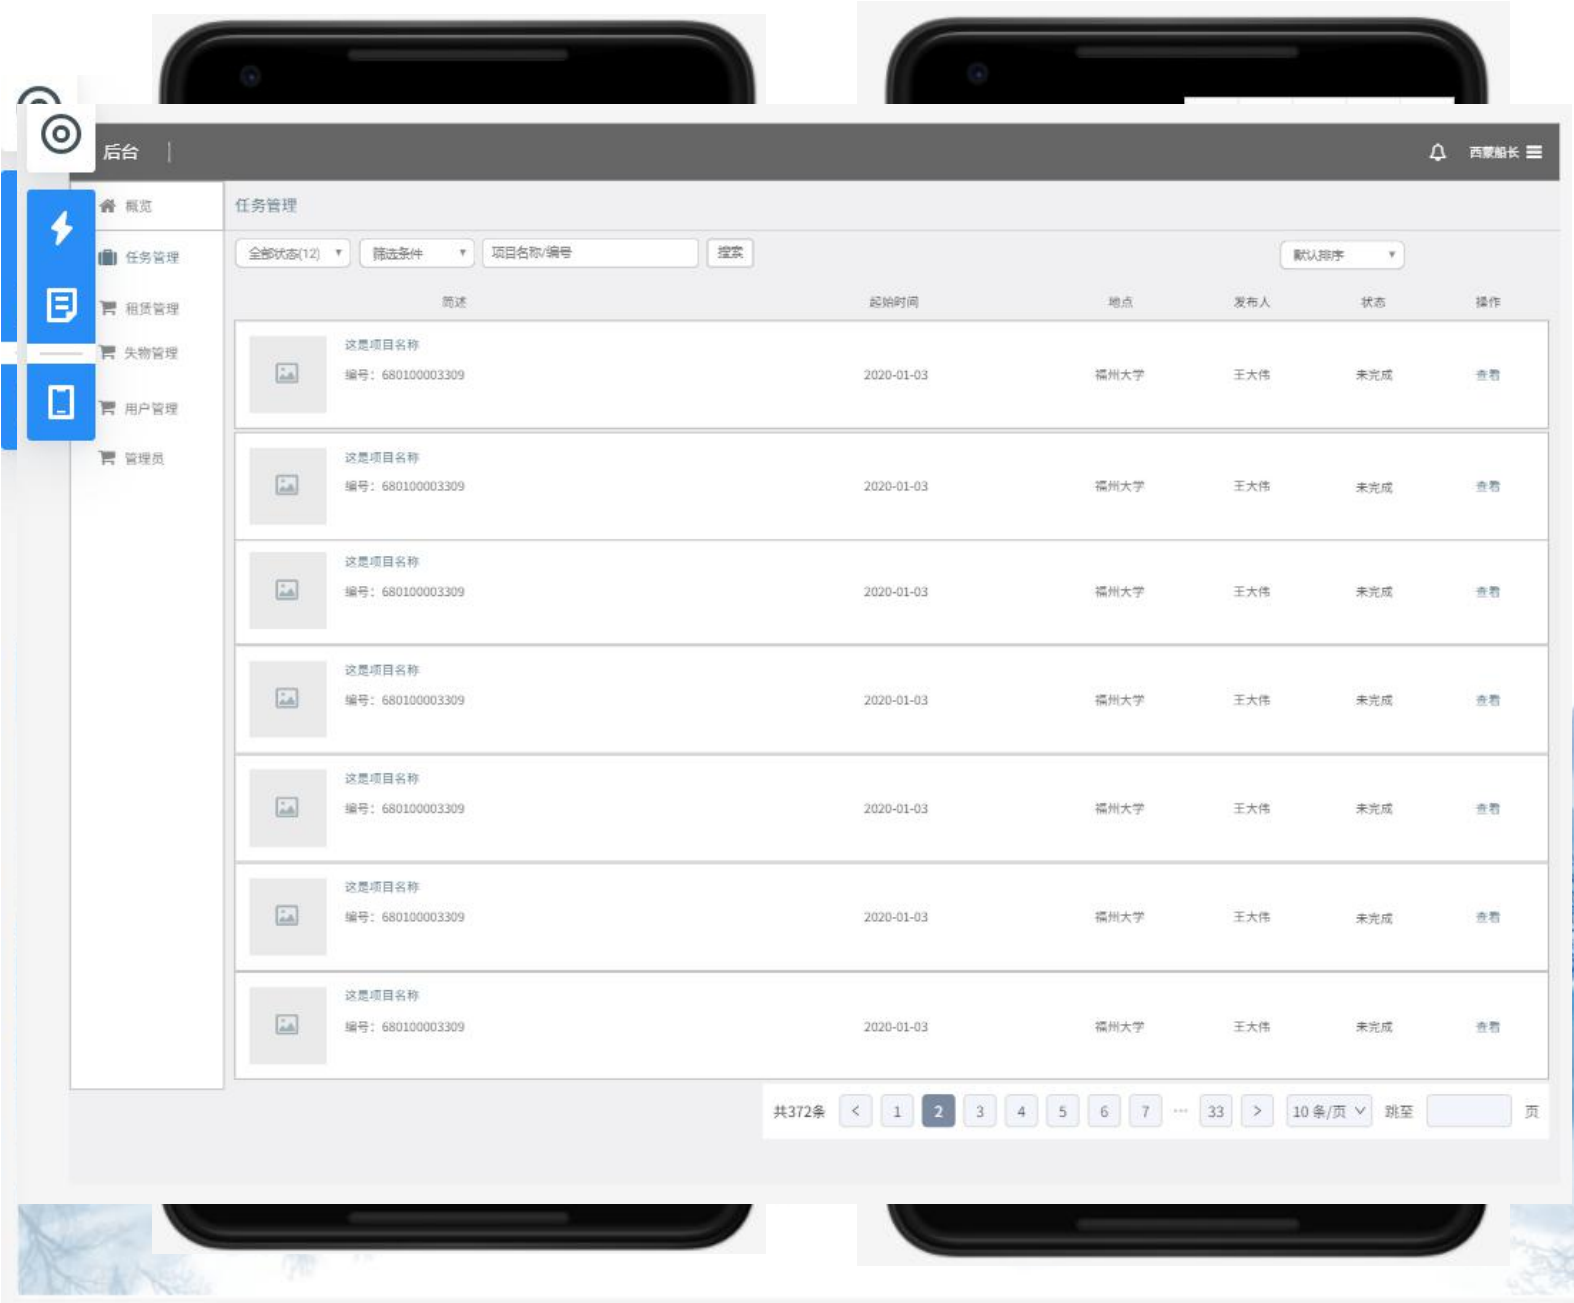 后台
西蒙船长
概览
任务管理
租赁管理
失物管理
用户管理
管理员
任务管理
全部状态(12) 筛选条件 项目名称/编号 搜索 默认排序
简述 起始时间 地点 发布人 状态 操作
这是项目名称
编号：680100003309 2020-01-03 福州大学 王大伟 未完成 查看
这是项目名称
编号：680100003309 2020-01-03 福州大学 王大伟 未完成 查看
这是项目名称
编号：680100003309 2020-01-03 福州大学 王大伟 未完成 查看
这是项目名称
编号：680100003309 2020-01-03 福州大学 王大伟 未完成 查看
这是项目名称
编号：680100003309 2020-01-03 福州大学 王大伟 未完成 查看
这是项目名称
编号：680100003309 2020-01-03 福州大学 王大伟 未完成 查看
这是项目名称
编号：680100003309 2020-01-03 福州大学 王大伟 未完成 查看
共372条 < 1 2 3 4 5 6 7 ··· 33 > 10 条/页 跳至 页